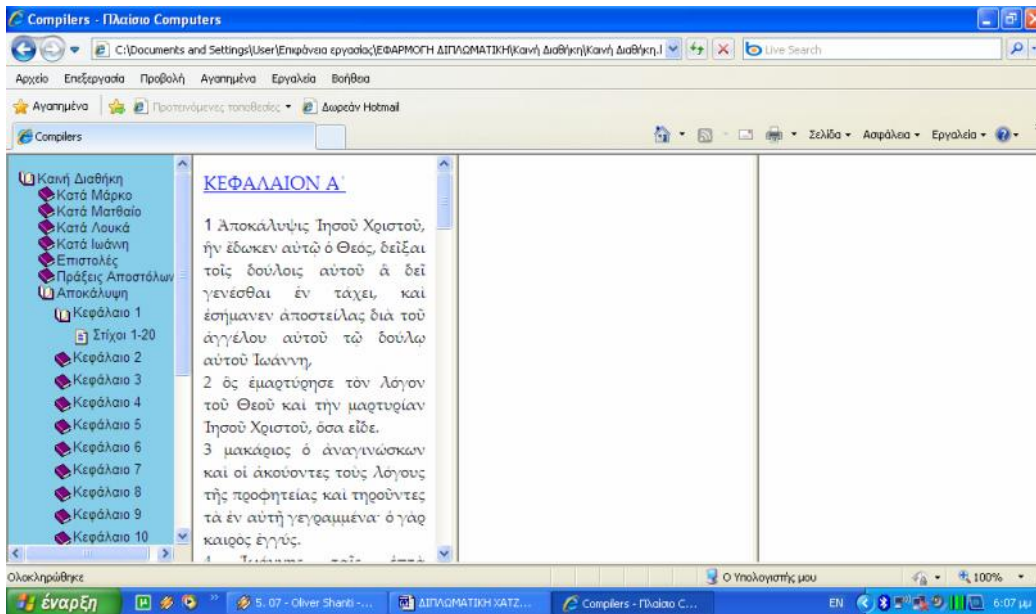 Compilers - Πλαίσιο Computers
C:\Documents and Settings\User\Επιφάνεια εργασίας\ΕΦΑΡΜΟΓΗ ΔΙΠΛΩΜΑΤΙΚΗ\Καινή Διαθήκη\Καινή Διαθήκη.
Live Search
Αρχείο Επεξεργασία Προβολή Αγαπημένα Εργαλεία Βοήθεια
Αγαπημένα Προτεινόμενες τοποθεσίες Δωρεάν Hotmail
Compilers
Σελίδα Ασφάλεια Εργαλεία
Καινή Διαθήκη
Κατά Μάρκο
Κατά Ματθαίο
Κατά Λουκά
Κατά Ιωάννη
Επιστολές
Πράξεις Αποστόλων
Αποκάλυψη
Κεφάλαιο 1
Στίχοι 1-20
Κεφάλαιο 2
Κεφάλαιο 3
Κεφάλαιο 4
Κεφάλαιο 5
Κεφάλαιο 6
Κεφάλαιο 7
Κεφάλαιο 8
Κεφάλαιο 9
Κεφάλαιο 10
ΚΕΦΑΛΑΙΟΝ Α΄
1 Ἀποκάλυψις Ἰησοῦ Χριστοῦ,
ἣν ἔδωκεν αὐτῷ ὁ Θεός, δεῖξαι
τοῖς δούλοις αὐτοῦ ἃ δεῖ
γενέσθαι ἐν τάχει, καὶ
ἐσήμανεν ἀποστείλας διὰ τοῦ
ἀγγέλου αὐτοῦ τῷ δούλῳ
αὐτοῦ Ἰωάννη,
2 ὃς ἐμαρτύρησε τὸν λόγον
τοῦ Θεοῦ καὶ τὴν μαρτυρίαν
Ἰησοῦ Χριστοῦ, ὅσα εἶδε.
3 μακάριος ὁ ἀναγινώσκων
καὶ οἱ ἀκούοντες τοὺς λόγους
τῆς προφητείας καὶ τηροῦντες
τὰ ἐν αὐτῇ γεγραμμένα· ὁ γὰρ
καιρὸς ἐγγύς.
Ολοκληρώθηκε
Ο Υπολογιστής μου
100%
έναρξη
5. 07 - Oliver Shanti -...
ΔΙΠΛΩΜΑΤΙΚΗ ΧΑΤΖ...
Compilers - Πλαίσιο C...
EN
6:07 μμ